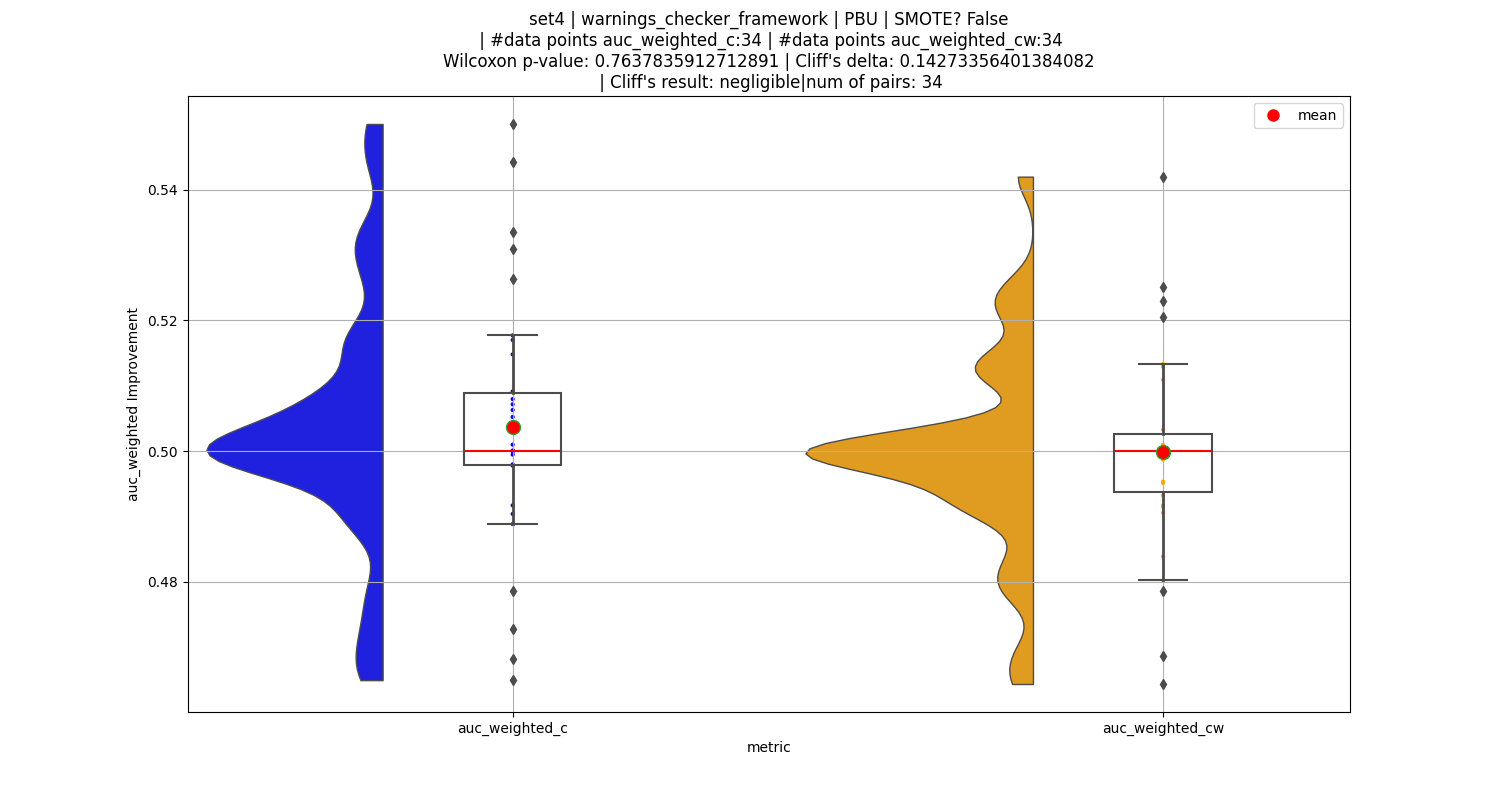 set4 | warnings_checker_framework | PBU | SMOTE? False
| #data points auc_weighted_c:34 | #data points auc_weighted_cw:34
Wilcoxon p-value: 0.7637835912712891 | Cliff's delta: 0.14273356401384082
| Cliff's result: negligible|num of pairs: 34
mean
0.54
0.52
0.50
0.48
auc_weighted Improvement
auc_weighted_c
auc_weighted_cw
metric